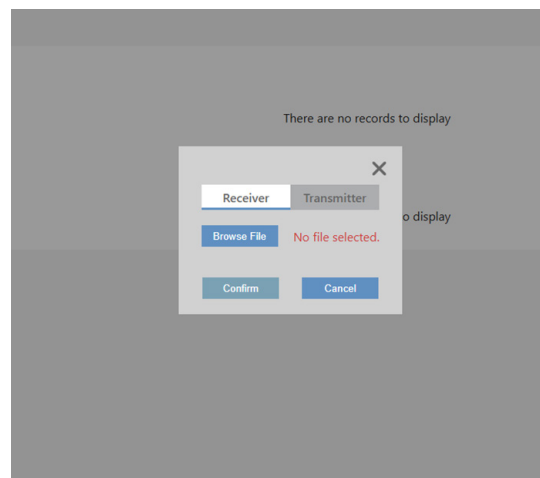 There are no records to display
Receiver Transmitter
o display
Browse File No file selected.
Confirm Cancel